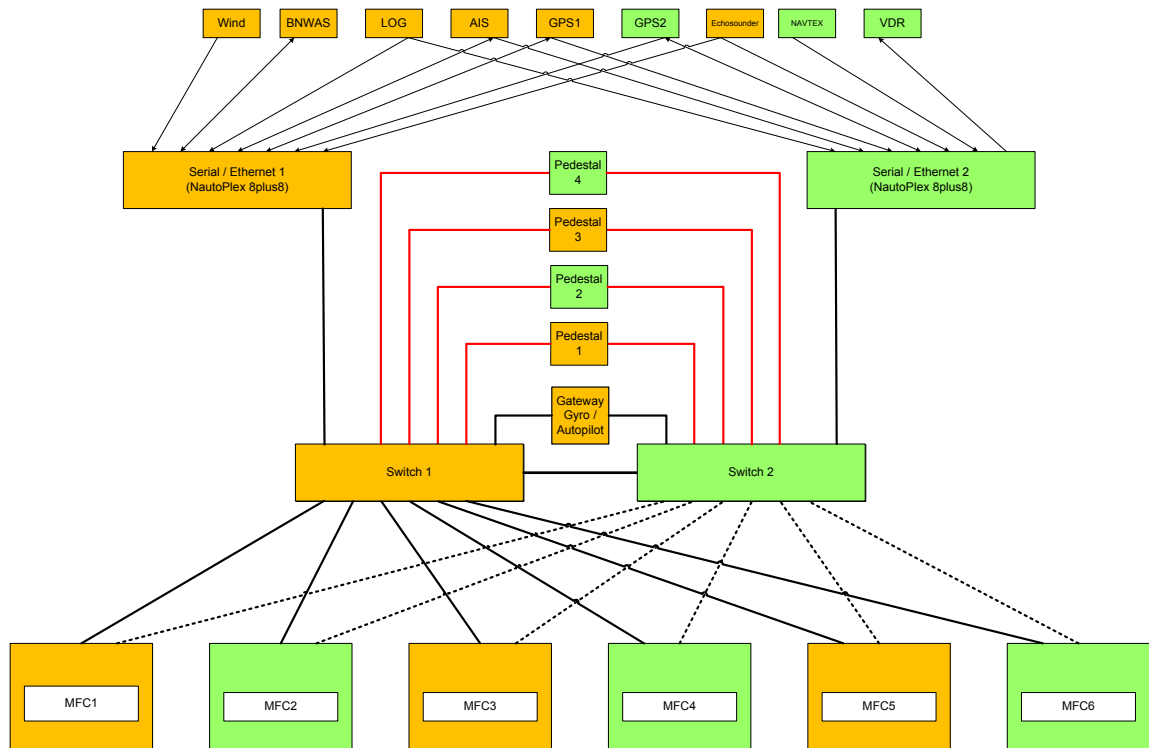 Wind
BNWAS
LOG
AIS
GPS1
GPS2
Echosounder
NAVTEX
VDR
Serial / Ethernet 1
(NautoPlex 8plus8)
Serial / Ethernet 2
(NautoPlex 8plus8)
Pedestal
4
Pedestal
3
Pedestal
2
Pedestal
1
Gateway
Gyro /
Autopilot
Switch 1
Switch 2
MFC1
MFC2
MFC3
MFC4
MFC5
MFC6